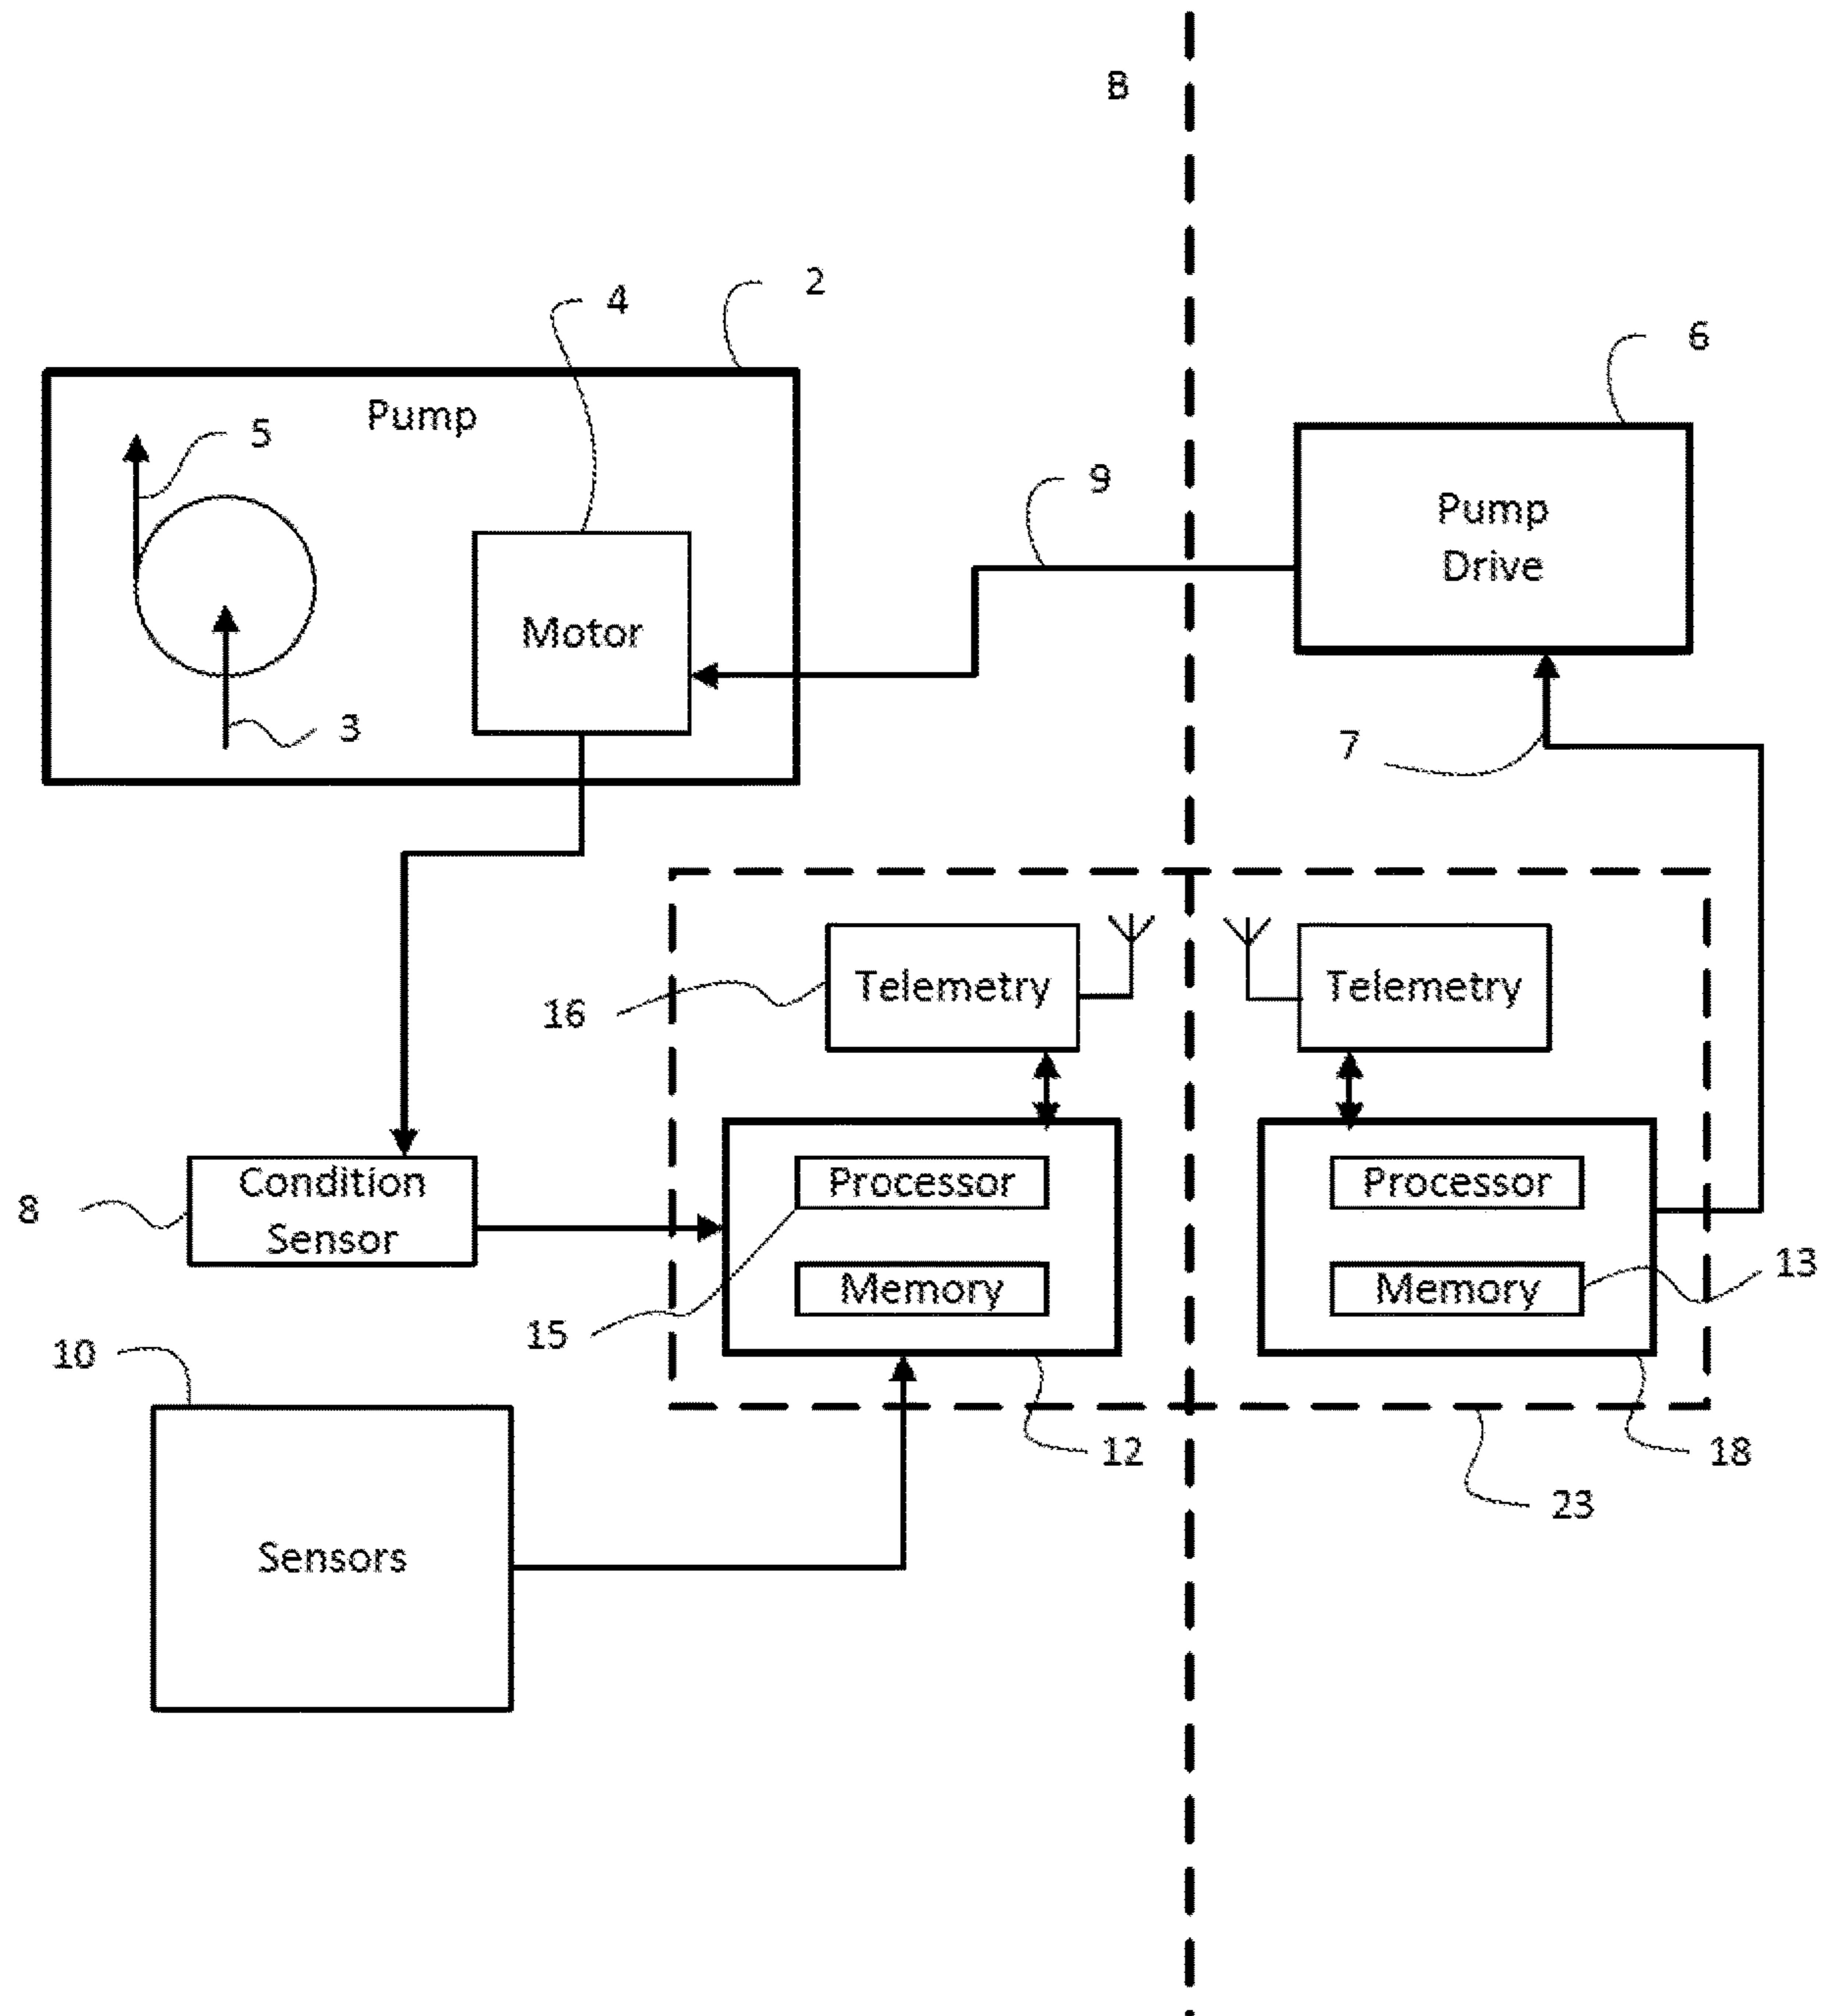 B
2
4
6
Pump
5
9
Pump
Drive
Motor
3
7
16
Telemetry
Telemetry
8
Condition
Sensor
Processor
Processor
Memory
Memory
13
15
10
12
18
23
Sensors